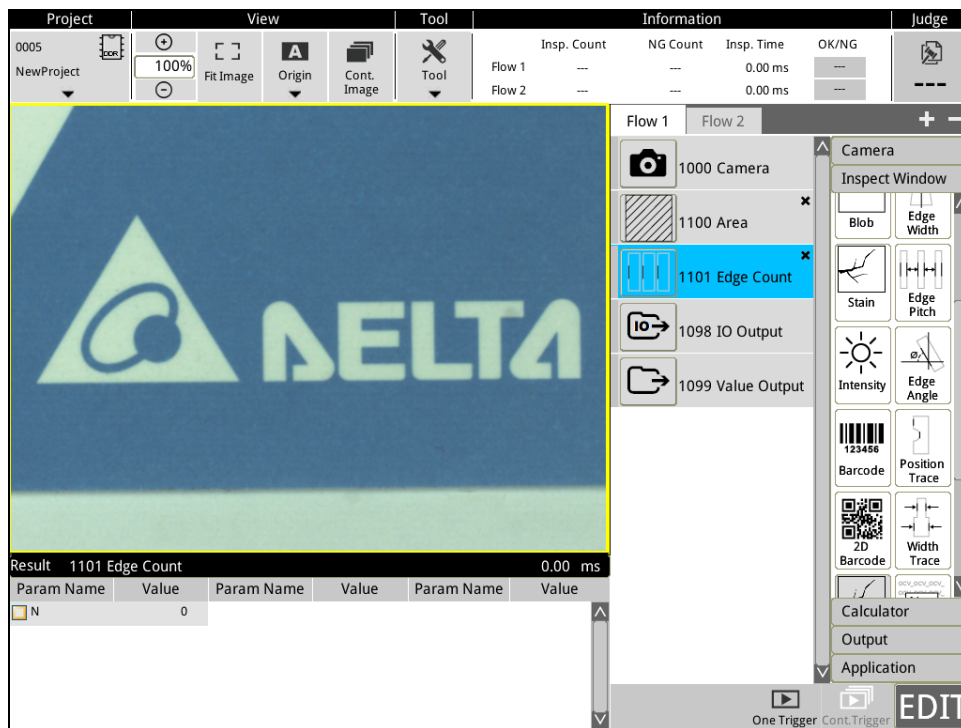 Project View Tool Information Judge
0005
NewProject
DDR
100%
Fit Image
A
Origin
Cont. Image
Tool
Insp. Count NG Count Insp. Time OK/NG
Flow 1 --- --- 0.00 ms ---
Flow 2 --- --- 0.00 ms ---
---
Flow 1 Flow 2
1000 Camera
1100 Area
1101 Edge Count
IO
1098 IO Output
1099 Value Output
Camera
Inspect Window
Blob Edge Width
Stain Edge Pitch
Intensity Edge Angle
123456
Barcode Position Trace
2D Barcode Width Trace
Calculator
Output
Application
DELTA
Result 1101 Edge Count 0.00 ms
Param Name Value Param Name Value Param Name Value
N 0
One Trigger Cont.Trigger
EDIT